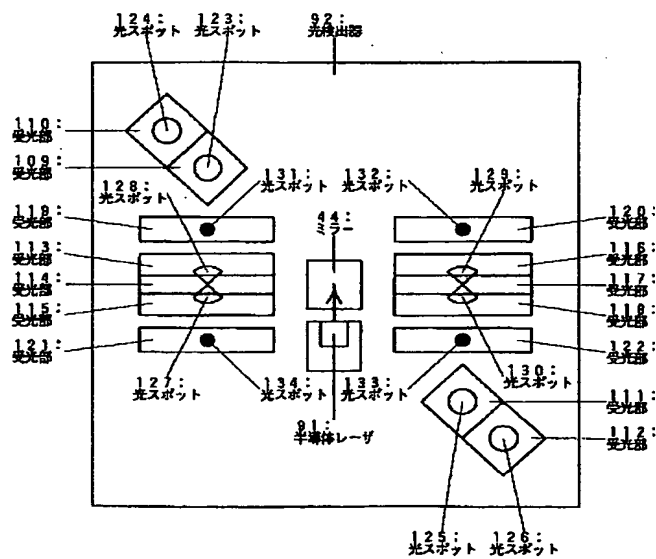 124:
光スポット
123:
光スポット
92:
光検出器
110:
受光部
109:
受光部
128:
光スポット
131:
光スポット
132:
光スポット
129:
光スポット
118:
受光部
44:
ミラー
120:
受光部
113:
受光部
116:
受光部
114:
受光部
117:
受光部
115:
受光部
118:
受光部
121:
受光部
122:
受光部
127:
光スポット
134:
光スポット
133:
光スポット
130:
光スポット
91:
半導体レーザ
111:
受光部
112:
受光部
125:
光スポット
126:
光スポット